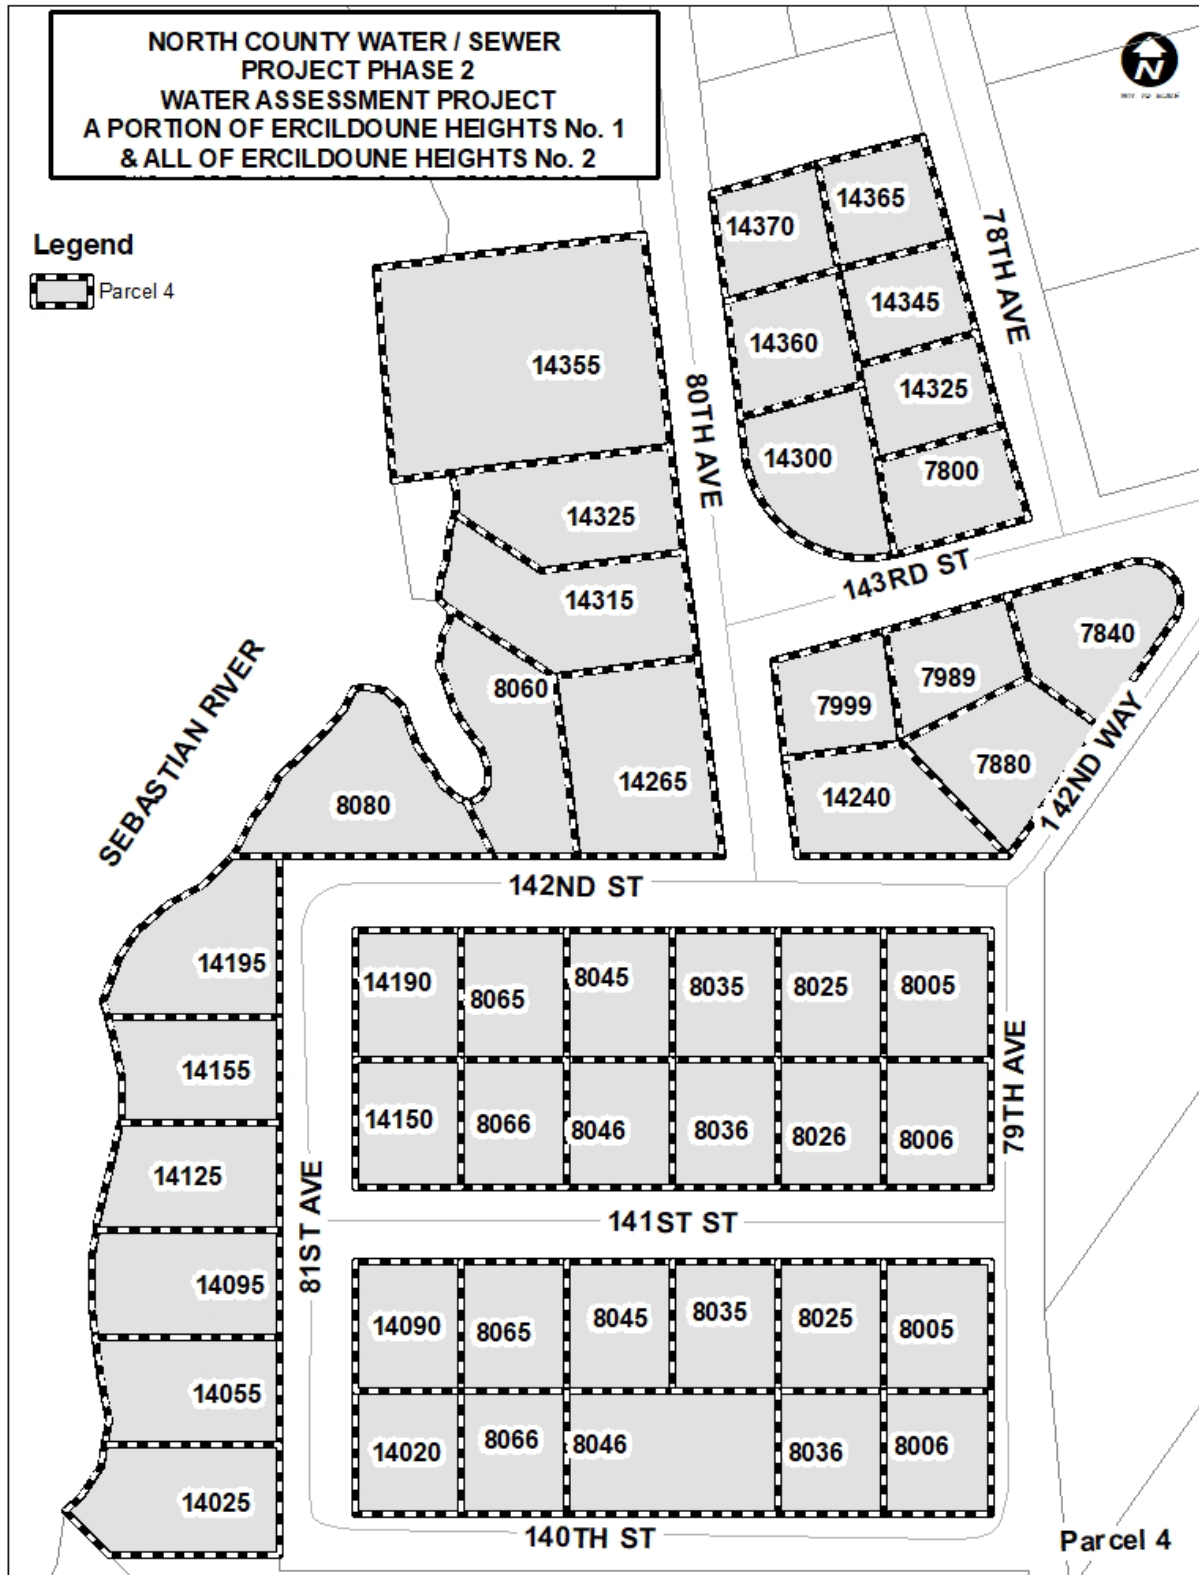 NORTH COUNTY WATER / SEWER
PROJECT PHASE 2
WATER ASSESSMENT PROJECT
A PORTION OF ERCILDOUNE HEIGHTS No. 1
& ALL OF ERCILDOUNE HEIGHTS No. 2
N
NOT TO SCALE
Legend
Parcel 4
14370
14365
78TH AVE
14360
14345
14355
80TH AVE
14325
14300
7800
14325
143RD ST
14315
7840
8060
7989
7999
SEBASTIAN RIVER
14265
7880
142ND WAY
8080
14240
142ND ST
14195
14190
8065
8045
8035
8025
8005
14155
79TH AVE
14150
8066
8046
8036
8026
8006
14125
81ST AVE
141ST ST
14095
14090
8065
8045
8035
8025
8005
14055
14020
8066
8046
8036
8006
14025
140TH ST
Parcel 4